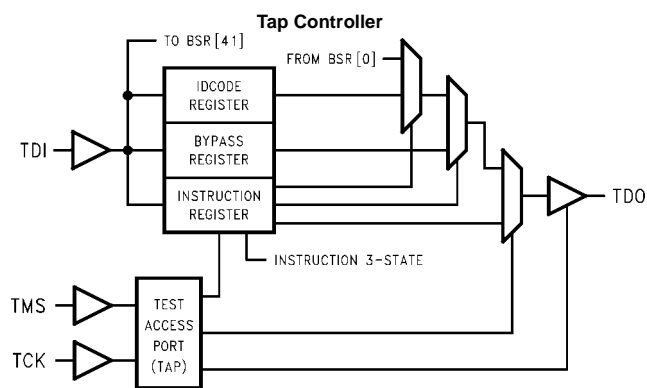 Tap Controller
TO BSR[41]
FROM BSR[0]
IDCODE
REGISTER
BYPASS
REGISTER
INSTRUCTION
REGISTER
TDI
TDO
INSTRUCTION 3-STATE
TMS
TCK
TEST
ACCESS
PORT
(TAP)